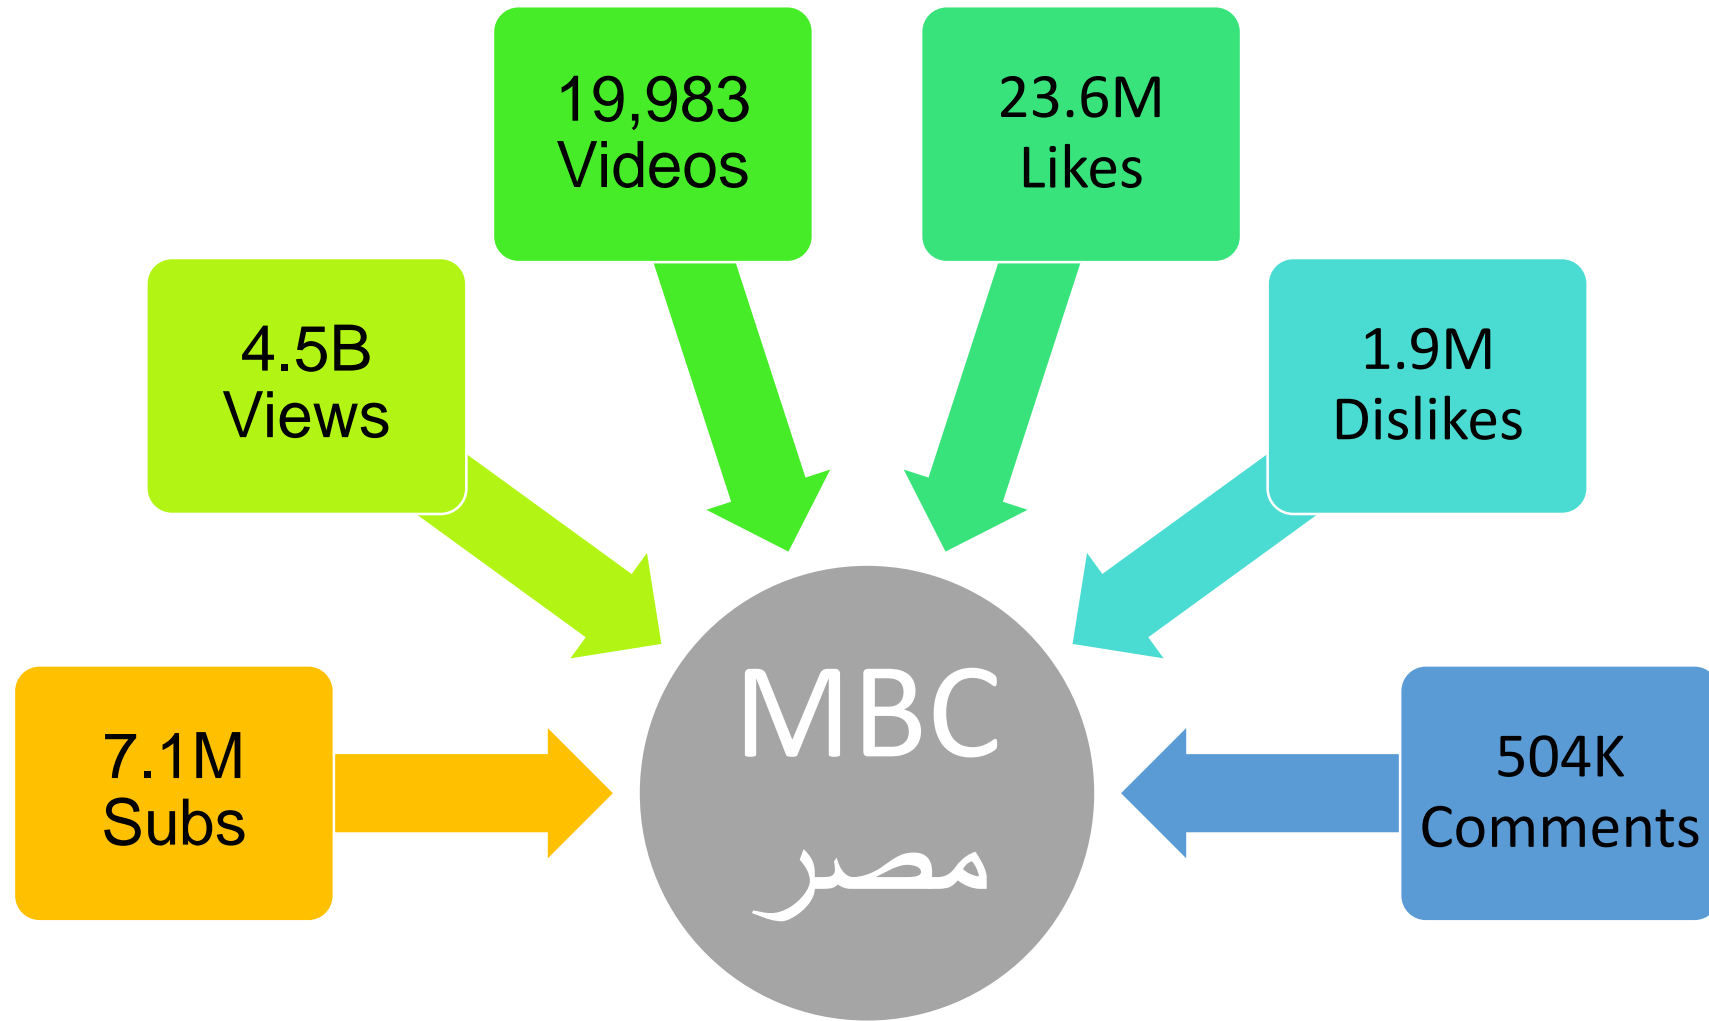 19,983
Videos
23.6M
Likes
4.5B
Views
1.9M
Dislikes
7.1M
Subs
MBC
مصر
504K
Comments